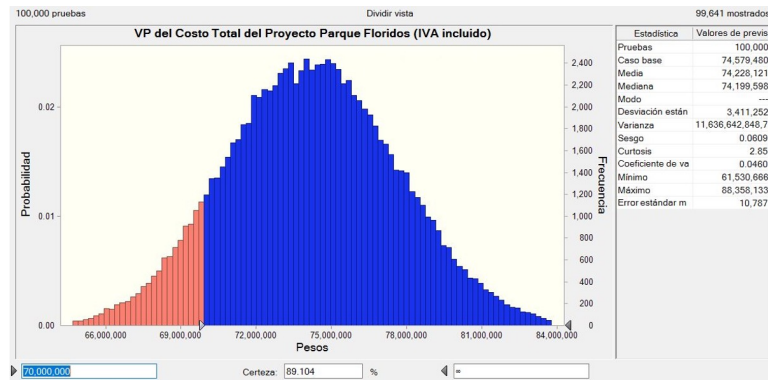 100,000 pruebas Dividir vista 99,641 mostrados
VP del Costo Total del Proyecto Parque Floridos (IVA incluido)
Probabilidad
0.02
0.01
0.00
2,400
2,200
2,000
1,800
1,600
1,400
1,200
1,000
800
600
400
200
0
Frecuencia
66,000,000 69,000,000 72,000,000 75,000,000 78,000,000 81,000,000 84,000,000
Pesos
Estadística Valores de previs
Pruebas 100,000
Caso base 74,579,480
Media 74,228,121
Mediana 74,199,598
Modo ---
Desviación están 3,411,252
Varianza 11,636,642,848,7
Sesgo 0.0609
Curtosis 2.85
Coeficiente de va 0.0460
Mínimo 61,530,666
Máximo 88,358,133
Error estándar m 10,787
70,000,000 Certeza: 89.104 % ∞